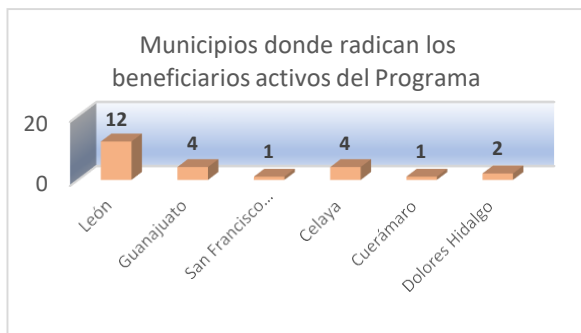 Municipios donde radican los
beneficiarios activos del Programa
20
0
12
4
1
4
1
2
León
Guanajuato
San Francisco...
Celaya
Cuerámaro
Dolores Hidalgo